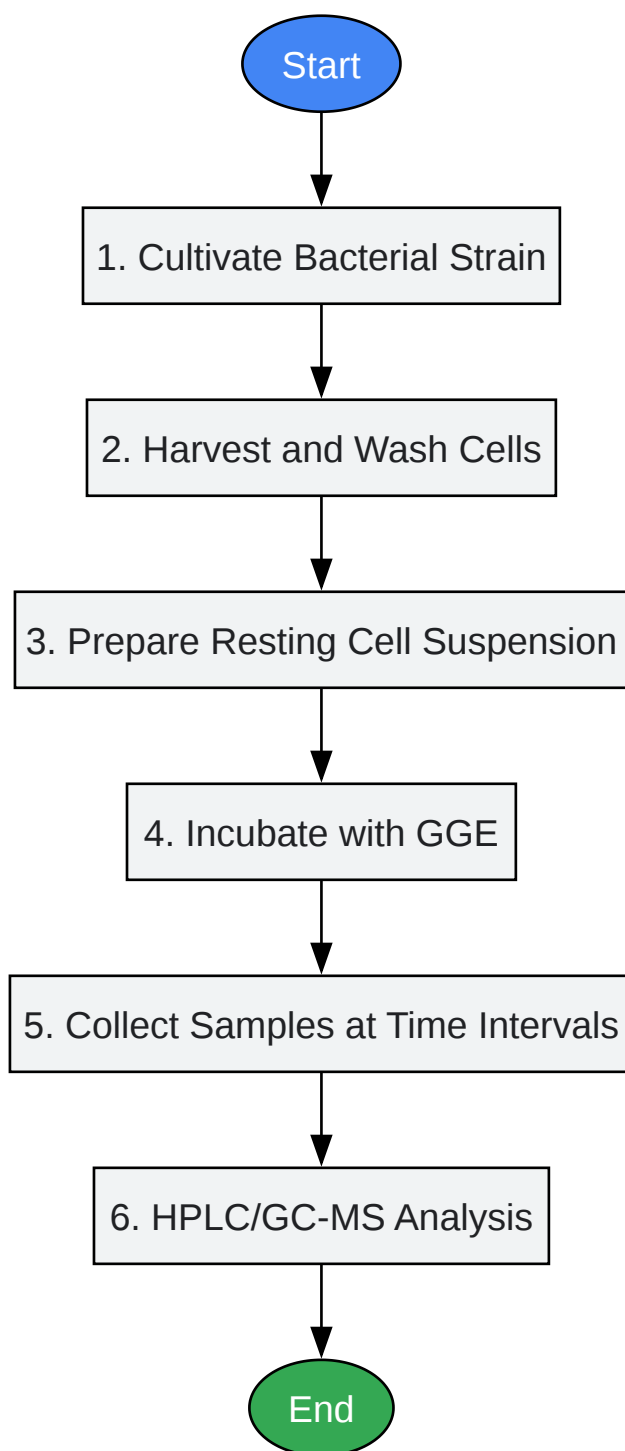 Start
1. Cultivate Bacterial Strain
2. Harvest and Wash Cells
3. Prepare Resting Cell Suspension
4. Incubate with GGE
5. Collect Samples at Time Intervals
6. HPLC/GC-MS Analysis
End